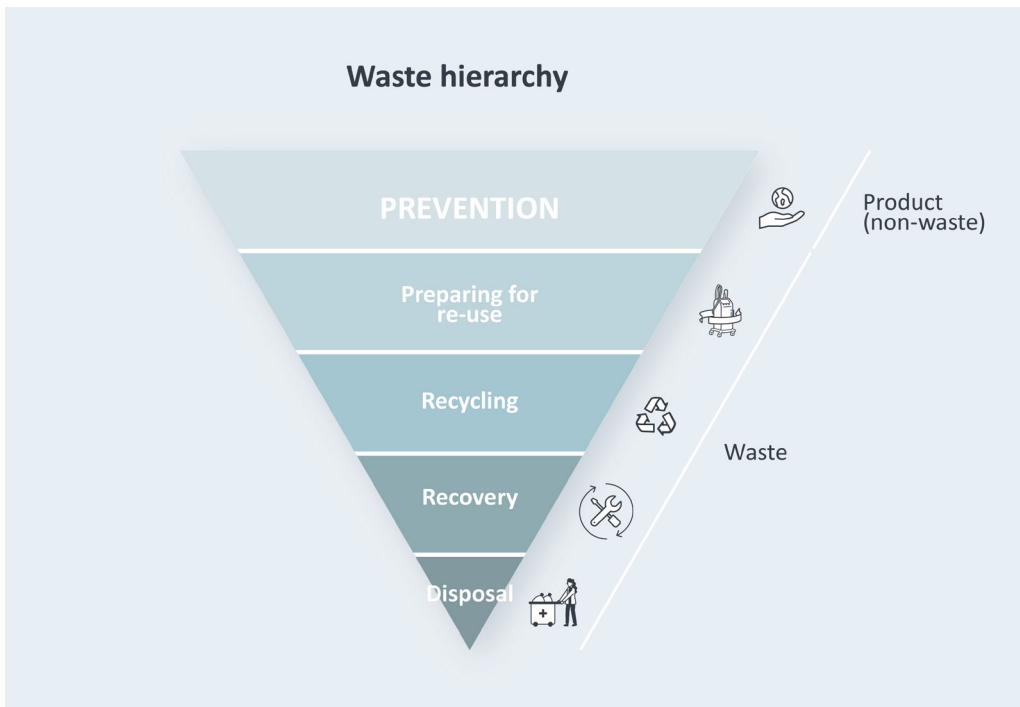 Waste hierarchy
PREVENTION
Product
(non-waste)
Preparing for
re-use
Recycling
Waste
Recovery
Disposal